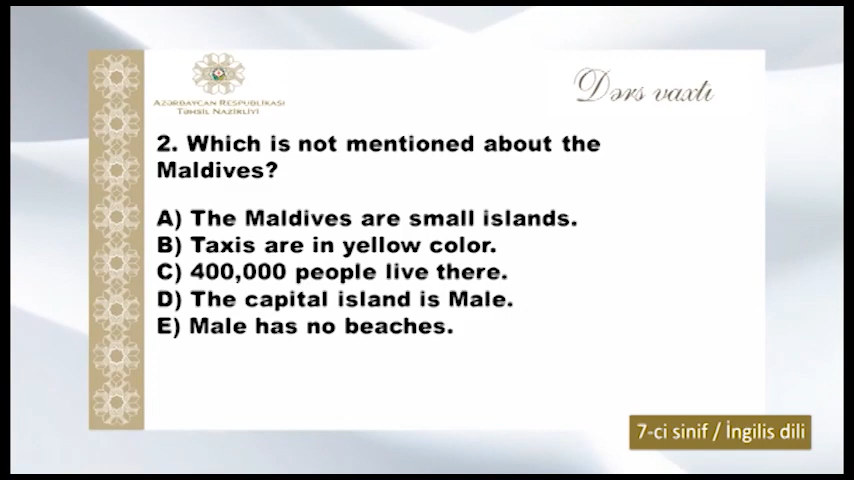 AZƏRBAYCAN RESPUBLİKASI
TƏHSİL NAZİRLİYİ
Dərs vaxtı
2. Which is not mentioned about the
Maldives?
A) The Maldives are small islands.
B) Taxis are in yellow color.
C) 400,000 people live there.
D) The capital island is Male.
E) Male has no beaches.
7-ci sinif / İngilis dili